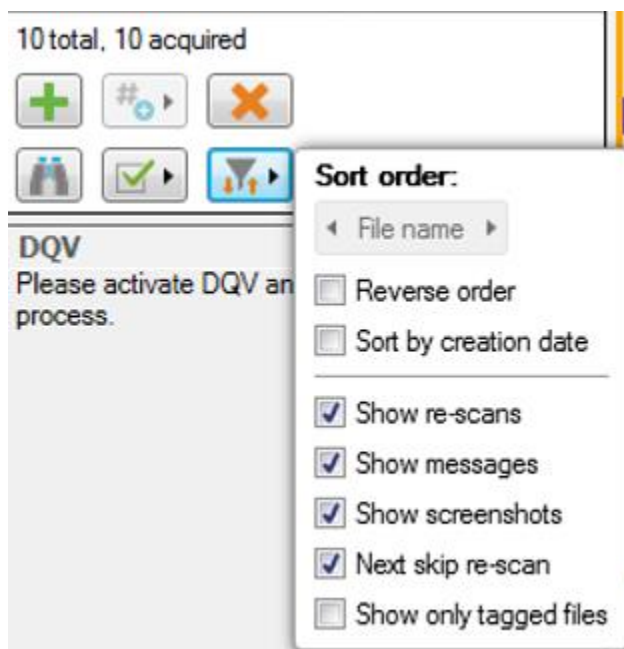 10 total, 10 acquired
#
Sort order:
File name
DQV
Please activate DQV an
process.
Reverse order
Sort by creation date
Show re-scans
Show messages
Show screenshots
Next skip re-scan
Show only tagged files